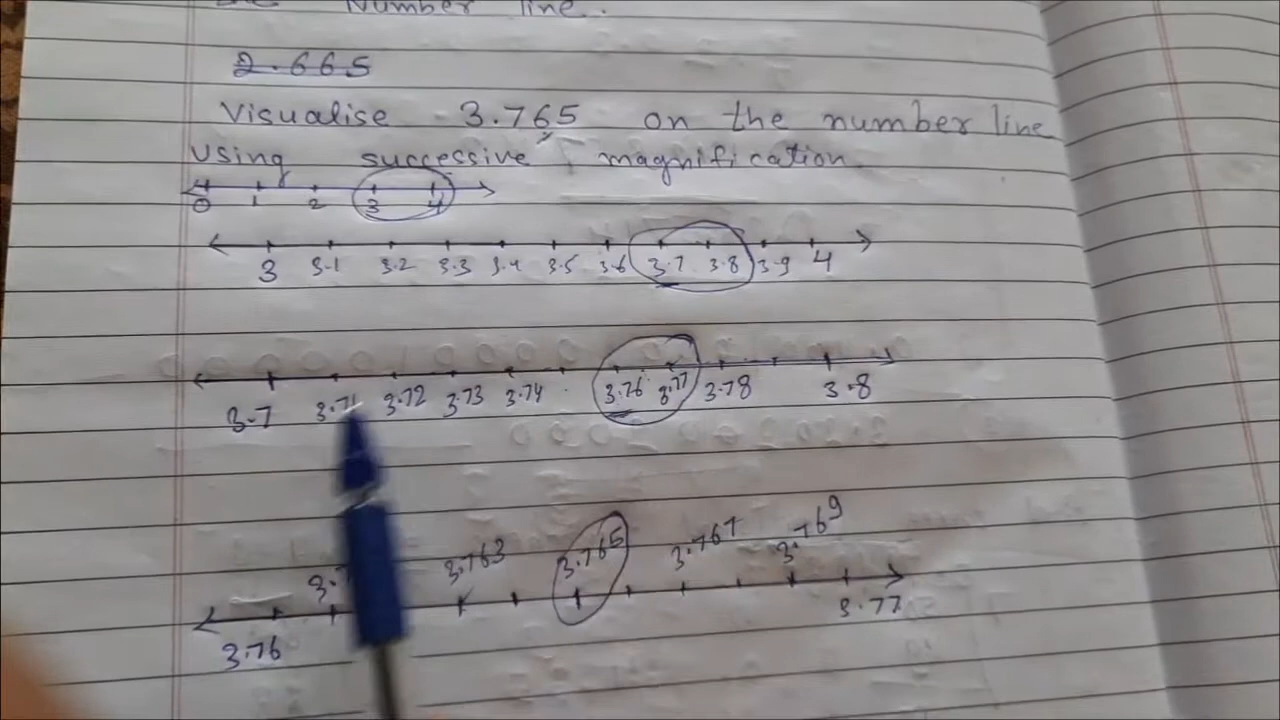 Number line.
2.665
Visualise 3.765 on the number line
using successive magnification
0 1 2 3 4
3 3.1 3.2 3.3 3.4 3.5 3.6 3.7 3.8 3.9 4
3.7 3.71 3.72 3.73 3.74 3.76 3.77 3.78 3.8
3.763 3.765 3.767 3.769
3.76 3.77